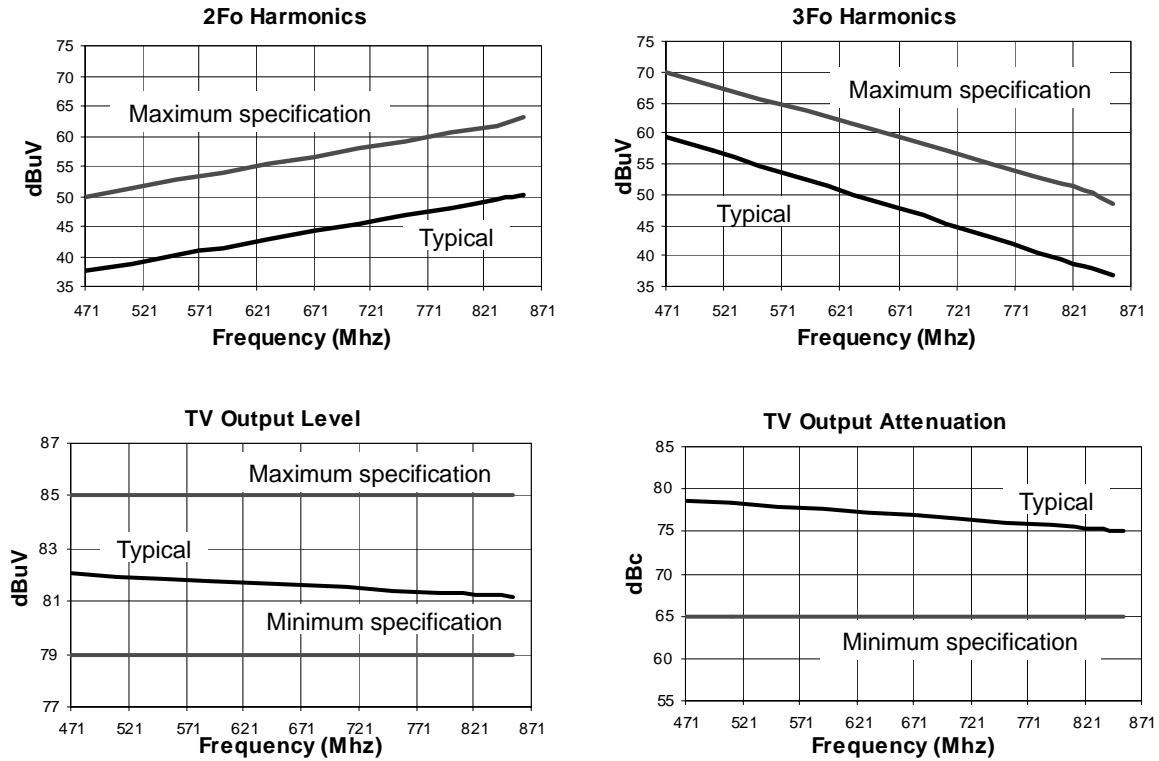 2Fo Harmonics
75
70
65
60
55
50
45
40
35
dBuV
Maximum specification
Typical
471 521 571 621 671 721 771 821 871
Frequency (Mhz)
3Fo Harmonics
75
70
65
60
55
50
45
40
35
dBuV
Maximum specification
Typical
471 521 571 621 671 721 771 821 871
Frequency (Mhz)
TV Output Level
87
85
83
81
79
77
dBuV
Maximum specification
Typical
Minimum specification
471 521 571 621 671 721 771 821 871
Frequency (Mhz)
TV Output Attenuation
85
80
75
70
65
60
55
dBc
Typical
Minimum specification
471 521 571 621 671 721 771 821 871
Frequency (Mhz)